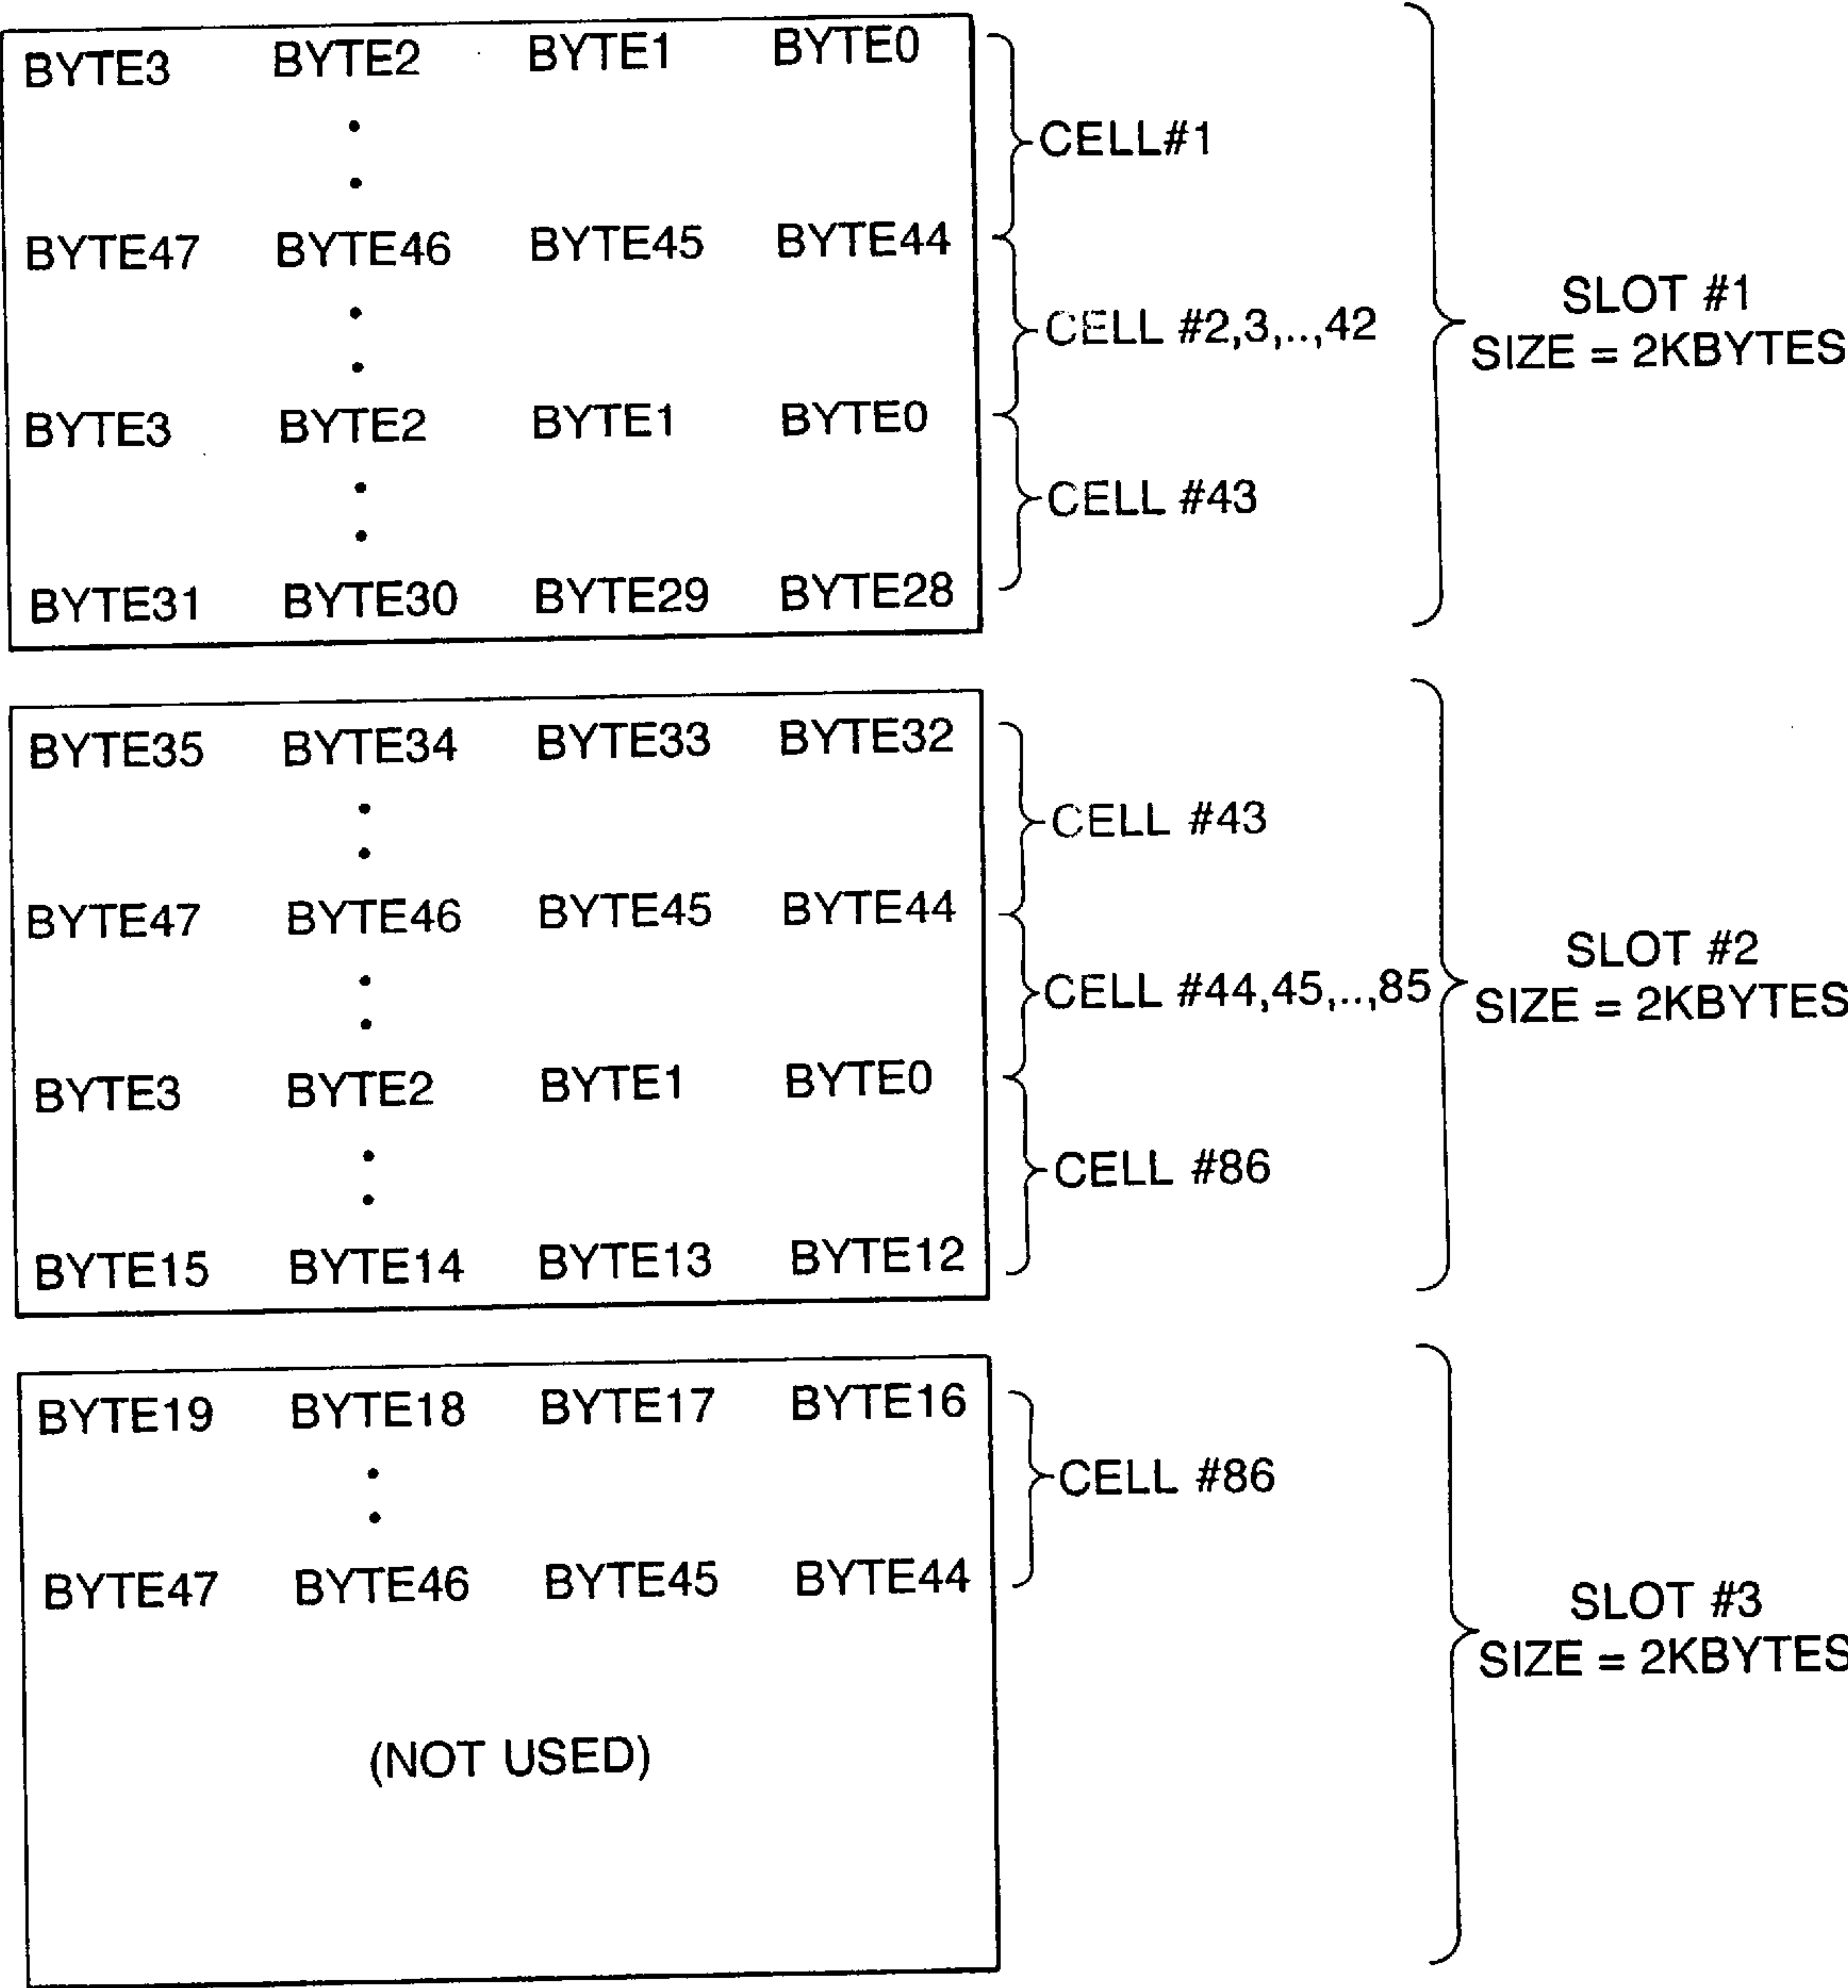 BYTE3 BYTE2 BYTE1 BYTE0
CELL#1
BYTE47 BYTE46 BYTE45 BYTE44
CELL #2,3,..,42
BYTE3 BYTE2 BYTE1 BYTE0
CELL #43
BYTE31 BYTE30 BYTE29 BYTE28
SLOT #1
SIZE = 2KBYTES
BYTE35 BYTE34 BYTE33 BYTE32
CELL #43
BYTE47 BYTE46 BYTE45 BYTE44
CELL #44,45,..,85
BYTE3 BYTE2 BYTE1 BYTE0
CELL #86
BYTE15 BYTE14 BYTE13 BYTE12
SLOT #2
SIZE = 2KBYTES
BYTE19 BYTE18 BYTE17 BYTE16
CELL #86
BYTE47 BYTE46 BYTE45 BYTE44
(NOT USED)
SLOT #3
SIZE = 2KBYTES